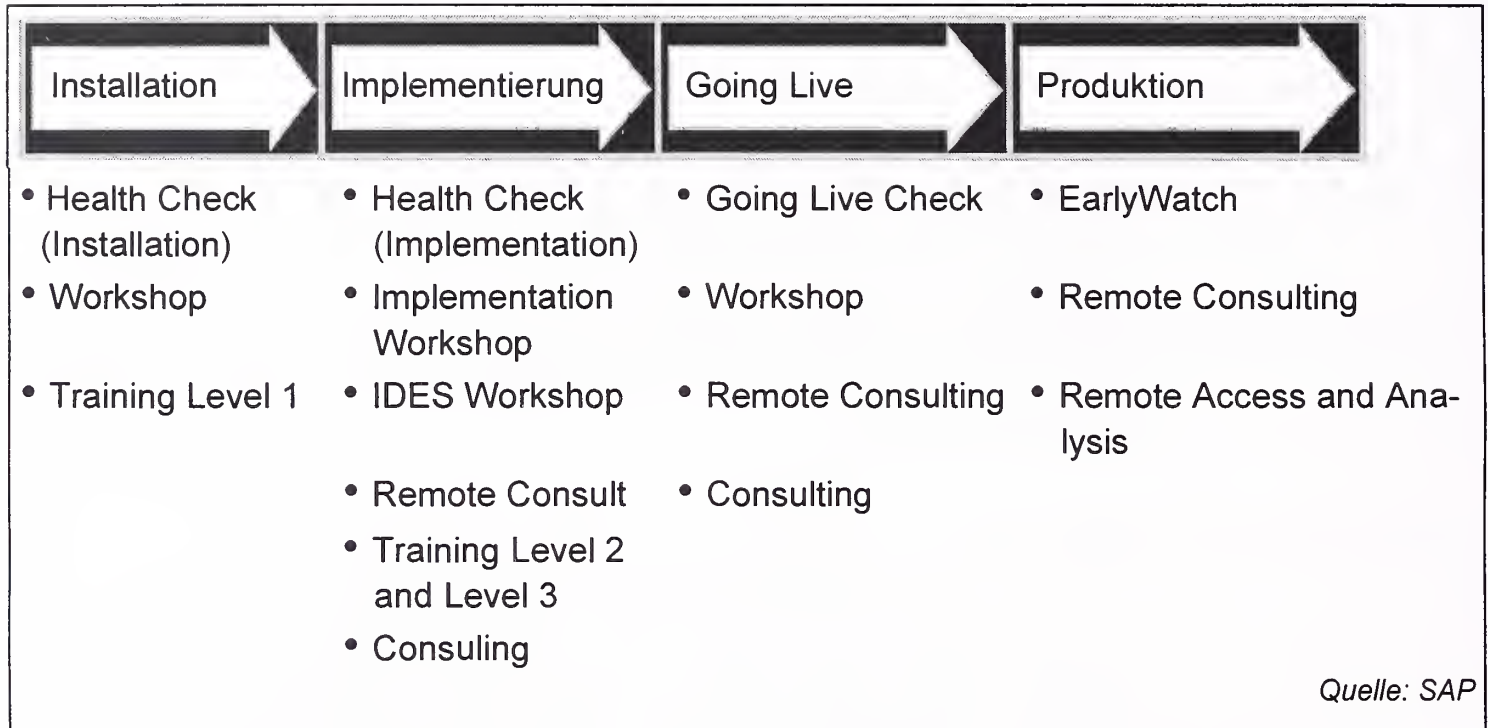 Installation
Implementierung
Going Live
Produktion
• Health Check
(Installation)
• Workshop
• Training Level 1
• Health Check
(Implementation)
• Implementation
Workshop
• IDES Workshop
• Remote Consult
• Training Level 2
and Level 3
• Consuling
• Going Live Check
• Workshop
• Remote Consulting
• Consulting
• EarlyWatch
• Remote Consulting
• Remote Access and Ana-
lysis
Quelle: SAP